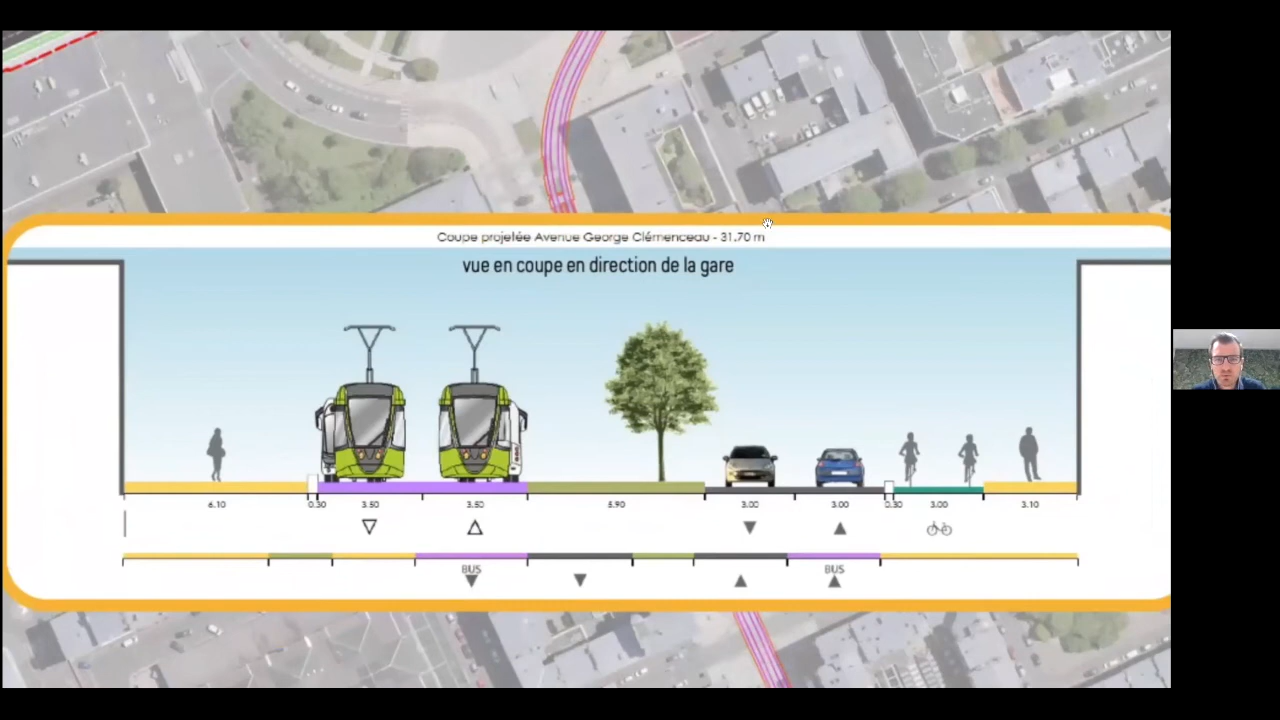 Coupe projetée Avenue George Clémenceau - 31.70 m
vue en coupe en direction de la gare
6.10 0.30 3.50 3.50 5.90 3.00 3.00 0.30 3.00 3.10
BUS BUS